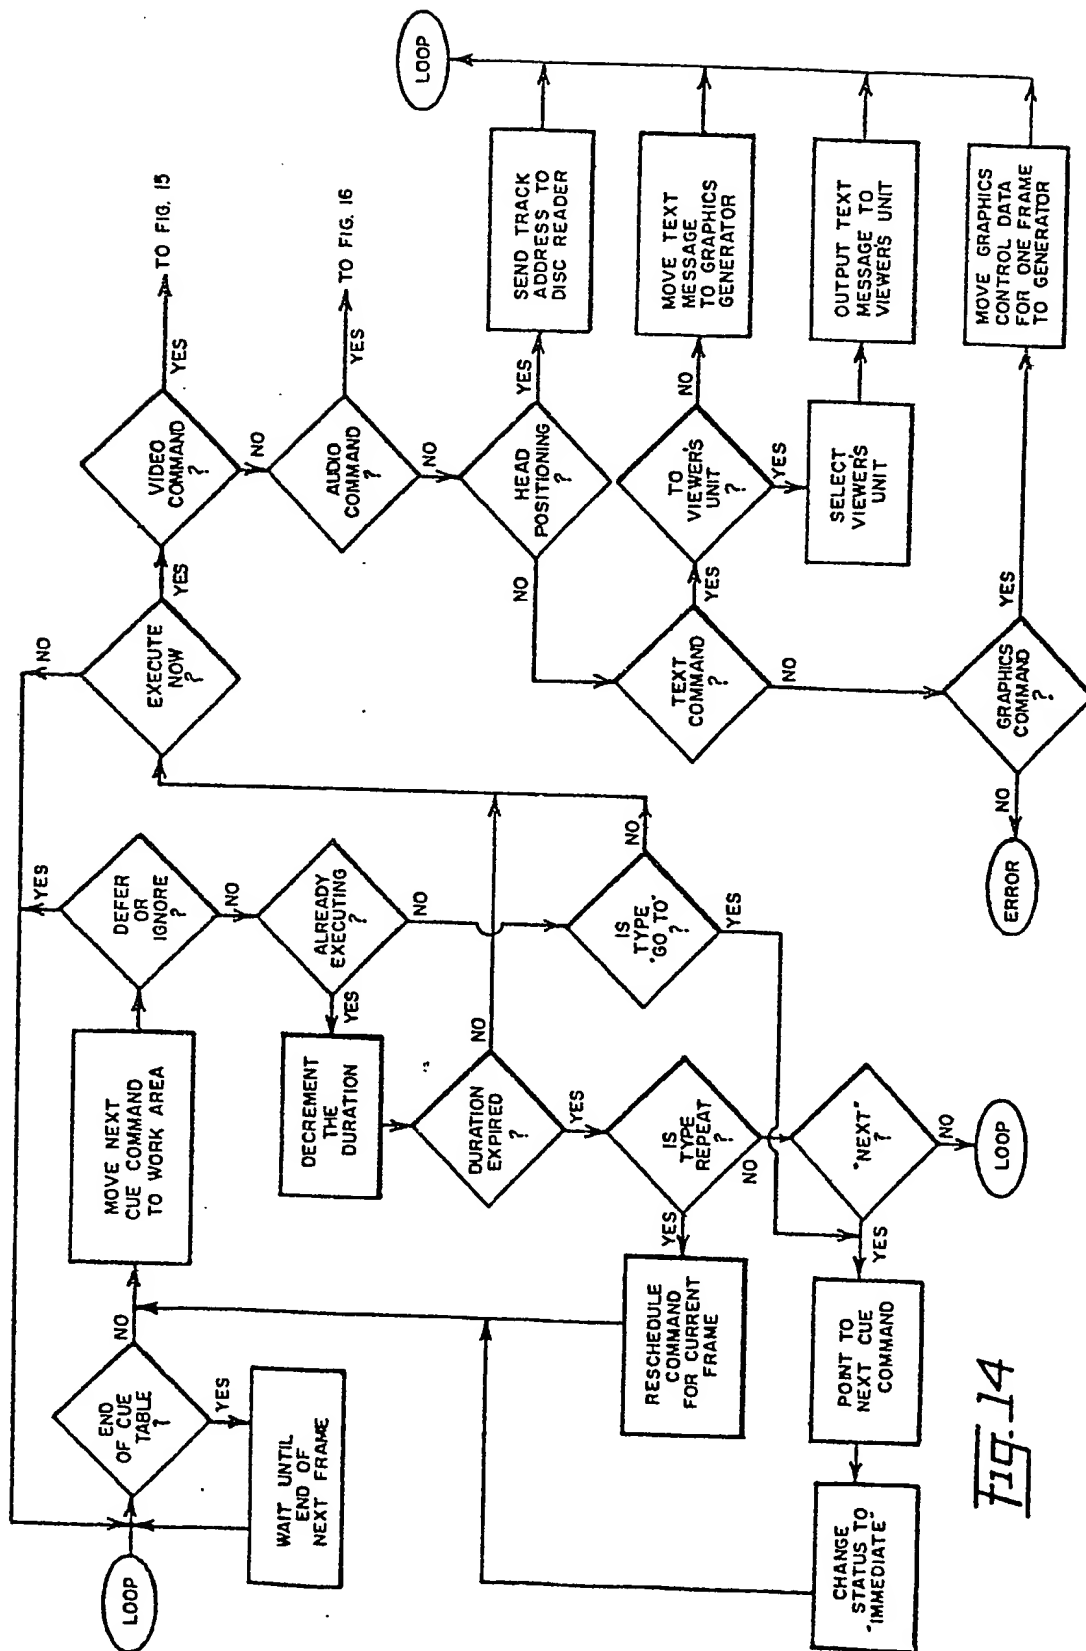 LOOP
END
OF CUE
TABLE
?
YES
WAIT UNTIL
END OF
NEXT FRAME
NO
MOVE NEXT
CUE COMMAND
TO WORK AREA
DEFER
OR
IGNORE
?
YES
NO
ALREADY
EXECUTING
?
NO
YES
DECREMENT
THE
DURATION
DURATION
EXPIRED
?
NO
YES
IS
TYPE
REPEAT
?
YES
NO
RESCHEDULE
COMMAND
FOR CURRENT
FRAME
IS
TYPE
"GO TO"
?
NO
YES
"NEXT"
?
NO
LOOP
YES
POINT TO
NEXT CUE
COMMAND
CHANGE
STATUS TO
"IMMEDIATE"
EXECUTE
NOW
?
NO
YES
VIDEO
COMMAND
?
YES
TO FIG. 15
NO
AUDIO
COMMAND
?
YES
TO FIG. 16
NO
HEAD
POSITIONING
?
YES
SEND TRACK
ADDRESS TO
DISC READER
NO
TEXT
COMMAND
?
YES
TO
VIEWER'S
UNIT
?
NO
MOVE TEXT
MESSAGE
TO GRAPHICS
GENERATOR
YES
SELECT
VIEWER'S
UNIT
OUTPUT TEXT
MESSAGE TO
VIEWER'S UNIT
NO
GRAPHICS
COMMAND
?
YES
MOVE GRAPHICS
CONTROL DATA
FOR ONE FRAME
TO GENERATOR
NO
ERROR
LOOP
Fig. 14